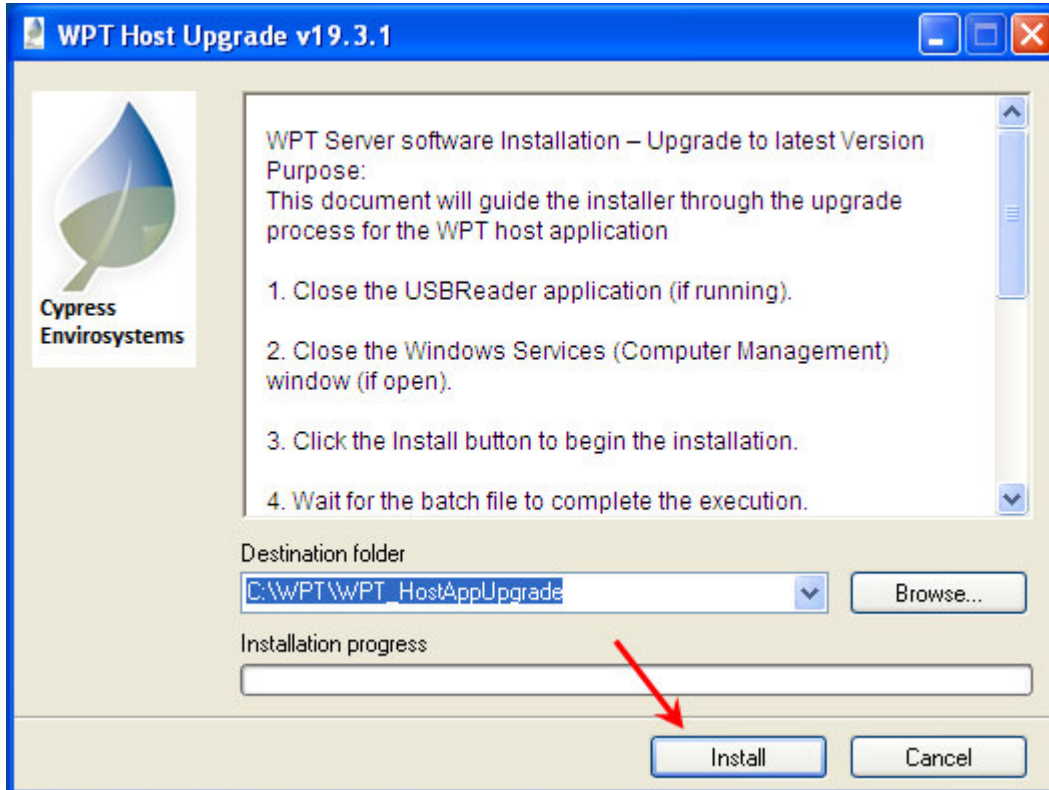 WPT Host Upgrade v19.3.1
Cypress
Envirosystems
WPT Server software Installation – Upgrade to latest Version
Purpose:
This document will guide the installer through the upgrade
process for the WPT host application
1. Close the USBReader application (if running).
2. Close the Windows Services (Computer Management)
window (if open).
3. Click the Install button to begin the installation.
4. Wait for the batch file to complete the execution.
Destination folder
C:\WPT\WPT_HostAppUpgrade
Browse...
Installation progress
Install
Cancel